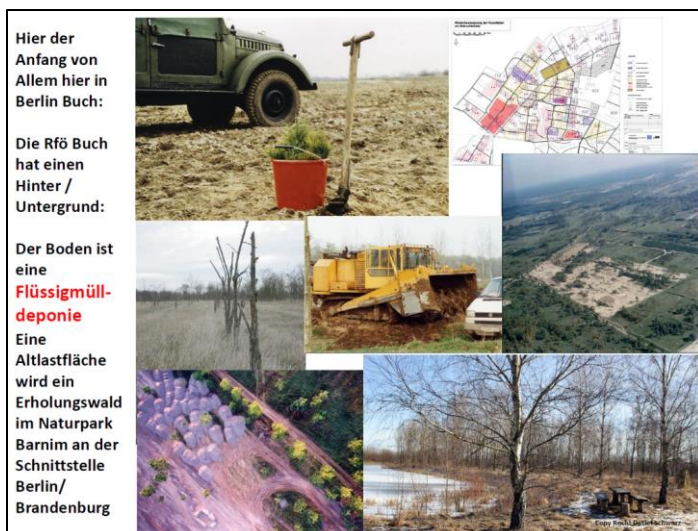 Hier der
Anfang von
Allem hier in
Berlin Buch:
Die Rfö Buch
hat einen
Hinter /
Untergrund:
Der Boden ist
eine
Flüssigmüll-
deponie
Eine
Altlastfläche
wird ein
Erholungswald
im Naturpark
Barnim an der
Schnittstelle
Berlin/
Brandenburg